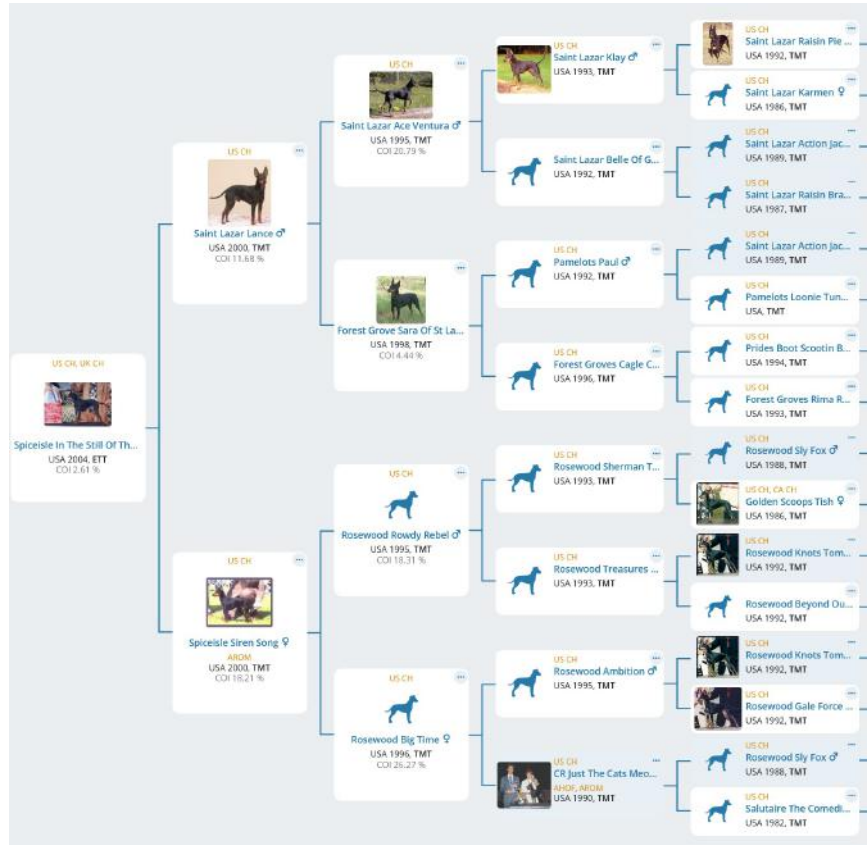 US CH, UK CH
Spiceisle In The Still Of Th...
USA 2004, ETT
COI 2.61 %
US CH
Saint Lazar Lance ♂
USA 2000, TMT
COI 11.68 %
US CH
Spiceisle Siren Song ♀
AROM
USA 2000, TMT
COI 18.21 %
US CH
Saint Lazar Ace Ventura ♂
USA 1995, TMT
COI 20.79 %
Forest Grove Sara Of St La...
USA 1998, TMT
COI 4.44 %
US CH
Rosewood Rowdy Rebel ♂
USA 1995, TMT
COI 18.31 %
US CH
Rosewood Big Time ♀
USA 1996, TMT
COI 26.27 %
US CH
Saint Lazar Klay ♂
USA 1993, TMT
Saint Lazar Belle Of G...
USA 1992, TMT
US CH
Pamelots Paul ♂
USA 1992, TMT
US CH
Forest Groves Cagle C...
USA 1996, TMT
US CH
Rosewood Sherman T...
USA 1993, TMT
US CH
Rosewood Treasures ...
USA 1993, TMT
US CH
Rosewood Ambition ♂
USA 1995, TMT
US CH
CR Just The Cats Meo...
AHOF, AROM
USA 1990, TMT
US CH
Saint Lazar Raisin Pie ...
USA 1992, TMT
US CH
Saint Lazar Karmen ♀
USA 1986, TMT
US CH
Saint Lazar Action Jac...
USA 1989, TMT
US CH
Saint Lazar Raisin Bra...
USA 1987, TMT
US CH
Saint Lazar Action Jac...
USA 1989, TMT
US CH
Pamelots Loonie Tun...
USA, TMT
US CH
Prides Boot Scootin B...
USA 1994, TMT
US CH
Forest Groves Rima R...
USA 1993, TMT
US CH
Rosewood Sly Fox ♂
USA 1988, TMT
US CH, CA CH
Golden Scoops Tish ♀
USA 1986, TMT
US CH
Rosewood Knots Tom...
USA 1992, TMT
Rosewood Beyond Ou...
USA 1992, TMT
US CH
Rosewood Knots Tom...
USA 1992, TMT
US CH
Rosewood Gale Force ...
USA 1992, TMT
US CH
Rosewood Sly Fox ♂
USA 1988, TMT
US CH
Salutaire The Comedi...
USA 1982, TMT